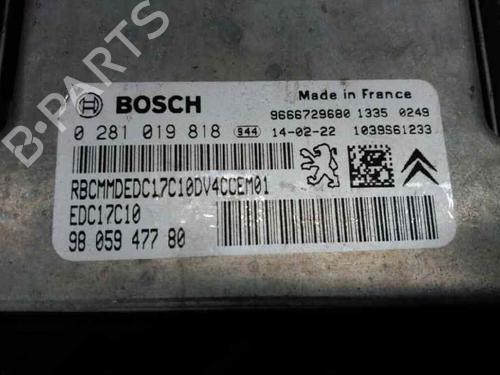 B-PARTS
Made in France
BOSCH
9666729680 1335 0249
0 281 019 818 S44 14-02-22 1039S61233
RBCMMDEDC17C10DV4CCEM01
EDC17C10
98 059 477 80